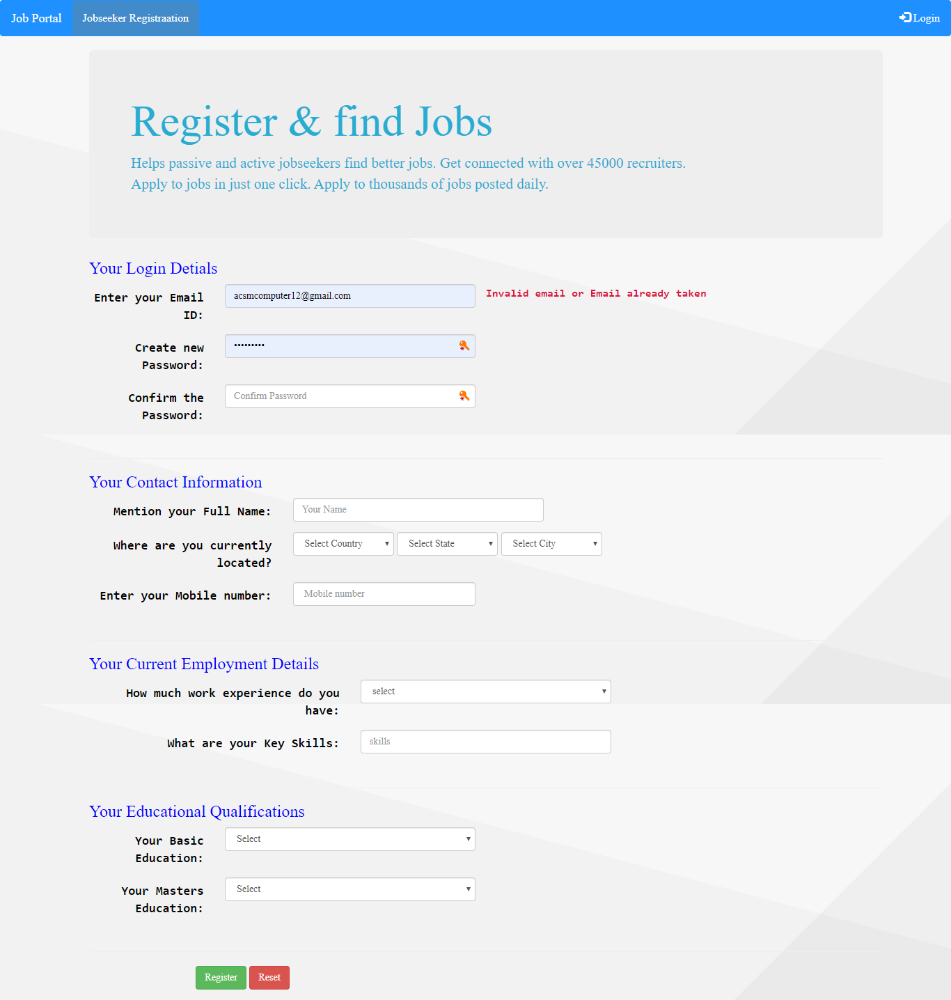 Job Portal
Jobseeker Registraation
Login
Register & find Jobs
Helps passive and active jobseekers find better jobs. Get connected with over 45000 recruiters.
Apply to jobs in just one click. Apply to thousands of jobs posted daily.
Your Login Detials
Enter your Email
ID:
acsmcomputer12@gmail.com
Invalid email or Email already taken
Create new
Password:
•••••••••
Confirm the
Password:
Confirm Password
Your Contact Information
Mention your Full Name:
Your Name
Where are you currently
located?
Select Country
Select State
Select City
Enter your Mobile number:
Mobile number
Your Current Employment Details
How much work experience do you
have:
select
What are your Key Skills:
skills
Your Educational Qualifications
Your Basic
Education:
Select
Your Masters
Education:
Select
Register
Reset